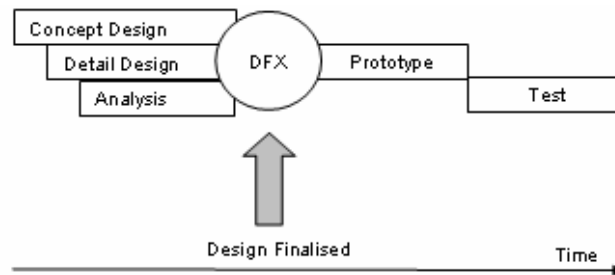 Concept Design
Detail Design
DFX
Prototype
Analysis
Test
Design Finalised
Time